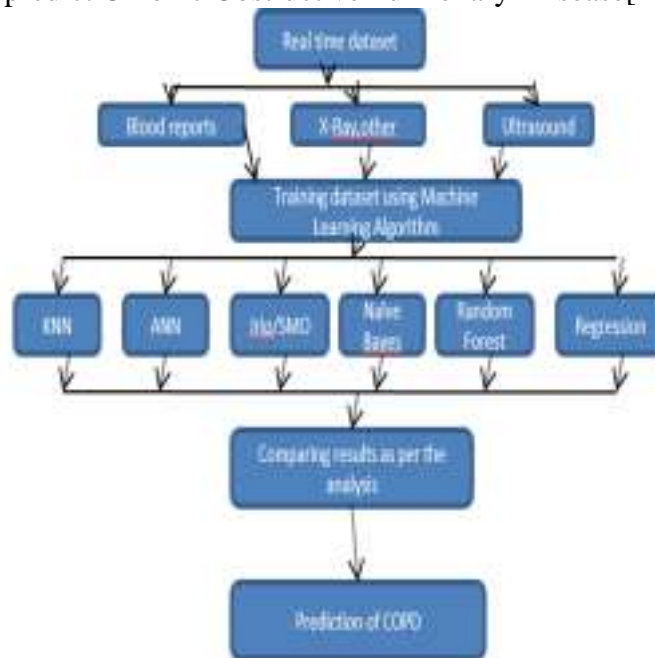 Real time dataset
Blood reports
X-Ray,other
Ultrasound
Training dataset using Machine
Learning Algorithm
KNN
ANN
/SMO
Naïve
Bayes
Random
Forest
Regression
Comparing results as per the
analysis
Prediction of COPD